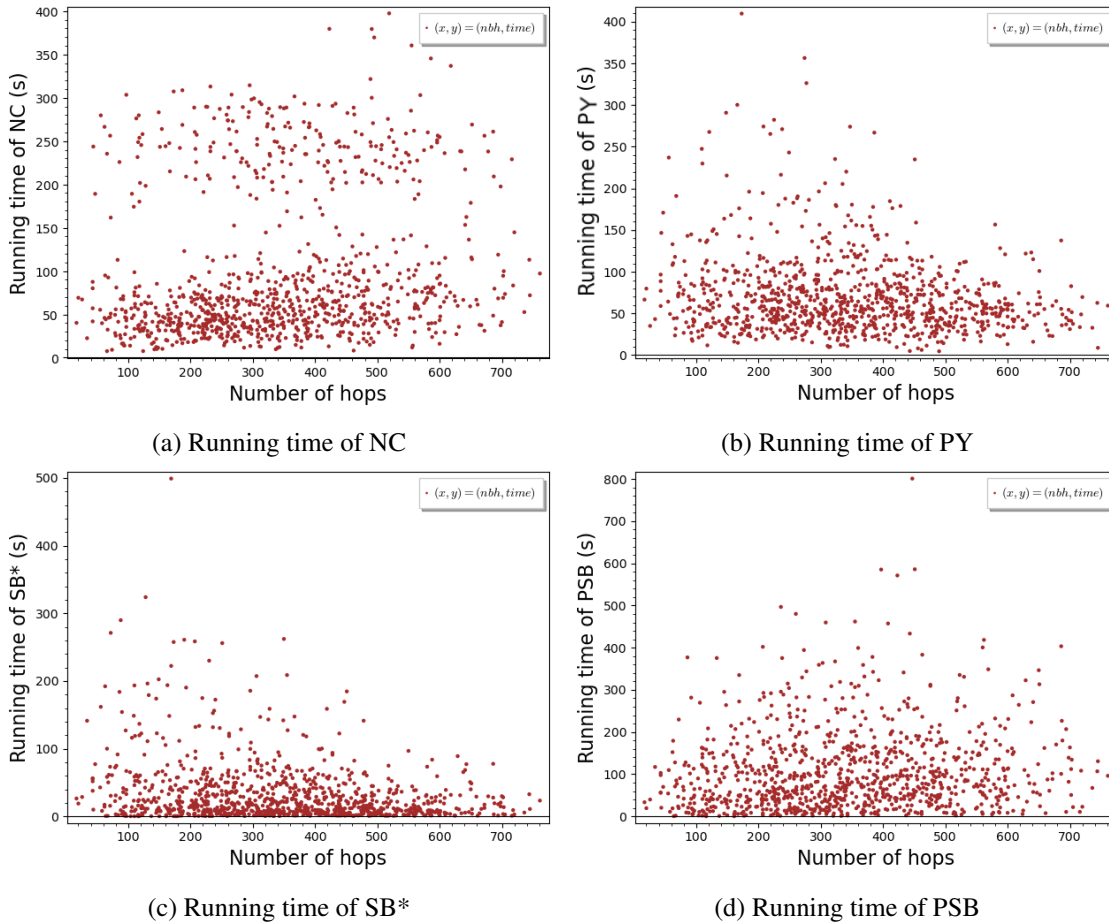 Running time of NC (s)
400
350
300
250
200
150
100
50
0
(x, y) = (nbh, time)
100 200 300 400 500 600 700
Number of hops
(a) Running time of NC
Running time of PY (s)
400
350
300
250
200
150
100
50
0
(x, y) = (nbh, time)
100 200 300 400 500 600 700
Number of hops
(b) Running time of PY
Running time of SB* (s)
500
400
300
200
100
0
(x, y) = (nbh, time)
100 200 300 400 500 600 700
Number of hops
(c) Running time of SB*
Running time of PSB (s)
800
700
600
500
400
300
200
100
0
(x, y) = (nbh, time)
100 200 300 400 500 600 700
Number of hops
(d) Running time of PSB